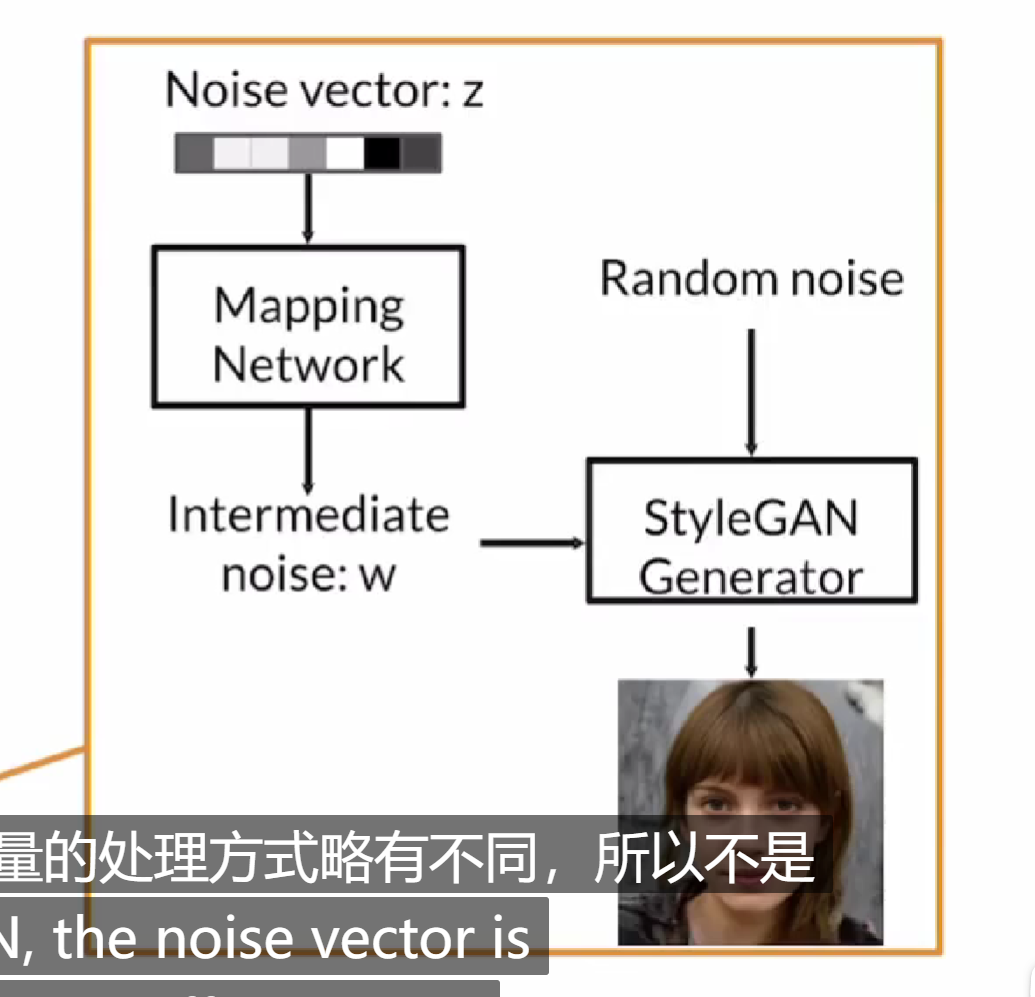 Noise vector: z
Mapping
Network
Random noise
Intermediate
noise: w
StyleGAN
Generator
量的处理方式略有不同，所以不是
N, the noise vector is